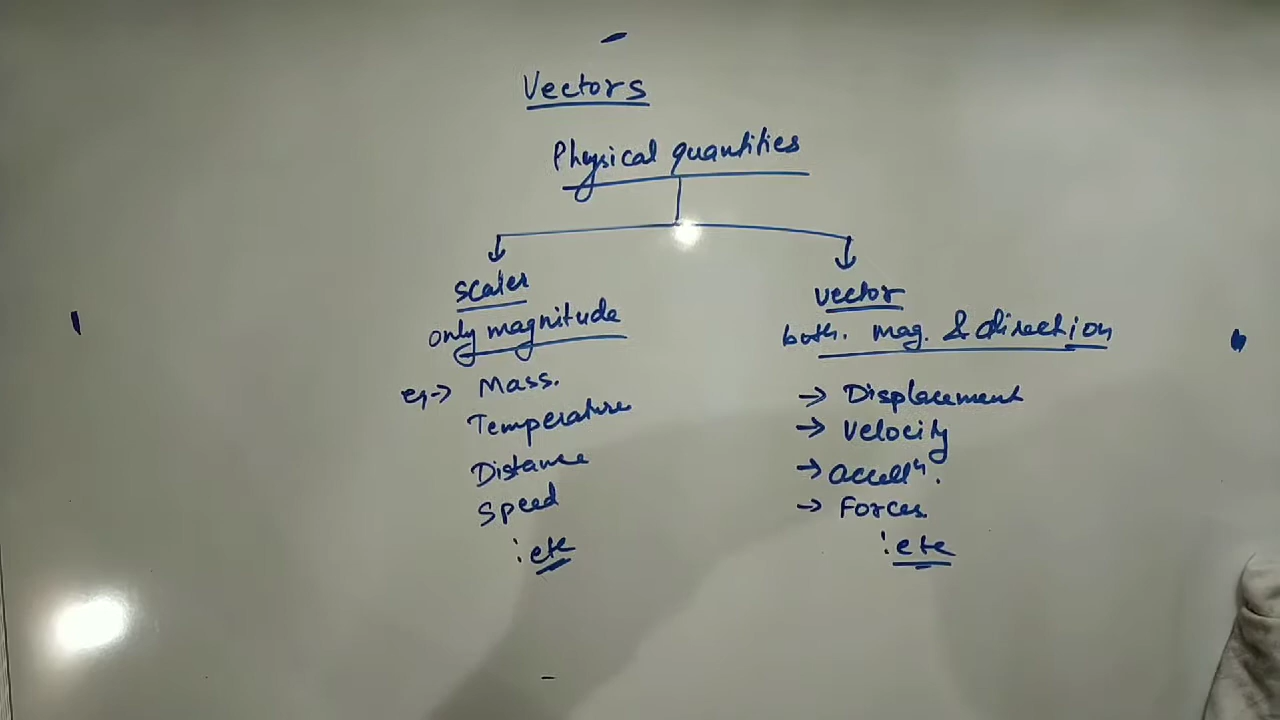 Vectors
Physical quantities
Scaler
only magnitude
eg → Mass.
Temperature
Distance
Speed
: etc
vector
both. mag. & direction
→ Displacement
→ Velocity
→ accelⁿ.
→ Forces
: etc